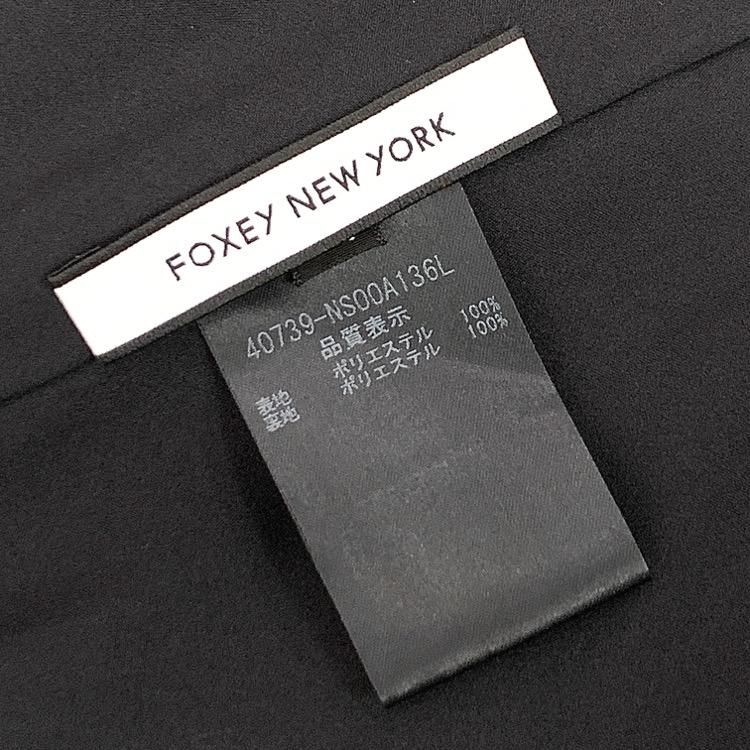 FOXEY NEW YORK
40739-NS00A136L
品質表示
表地 ポリエステル 100%
裏地 ポリエステル 100%